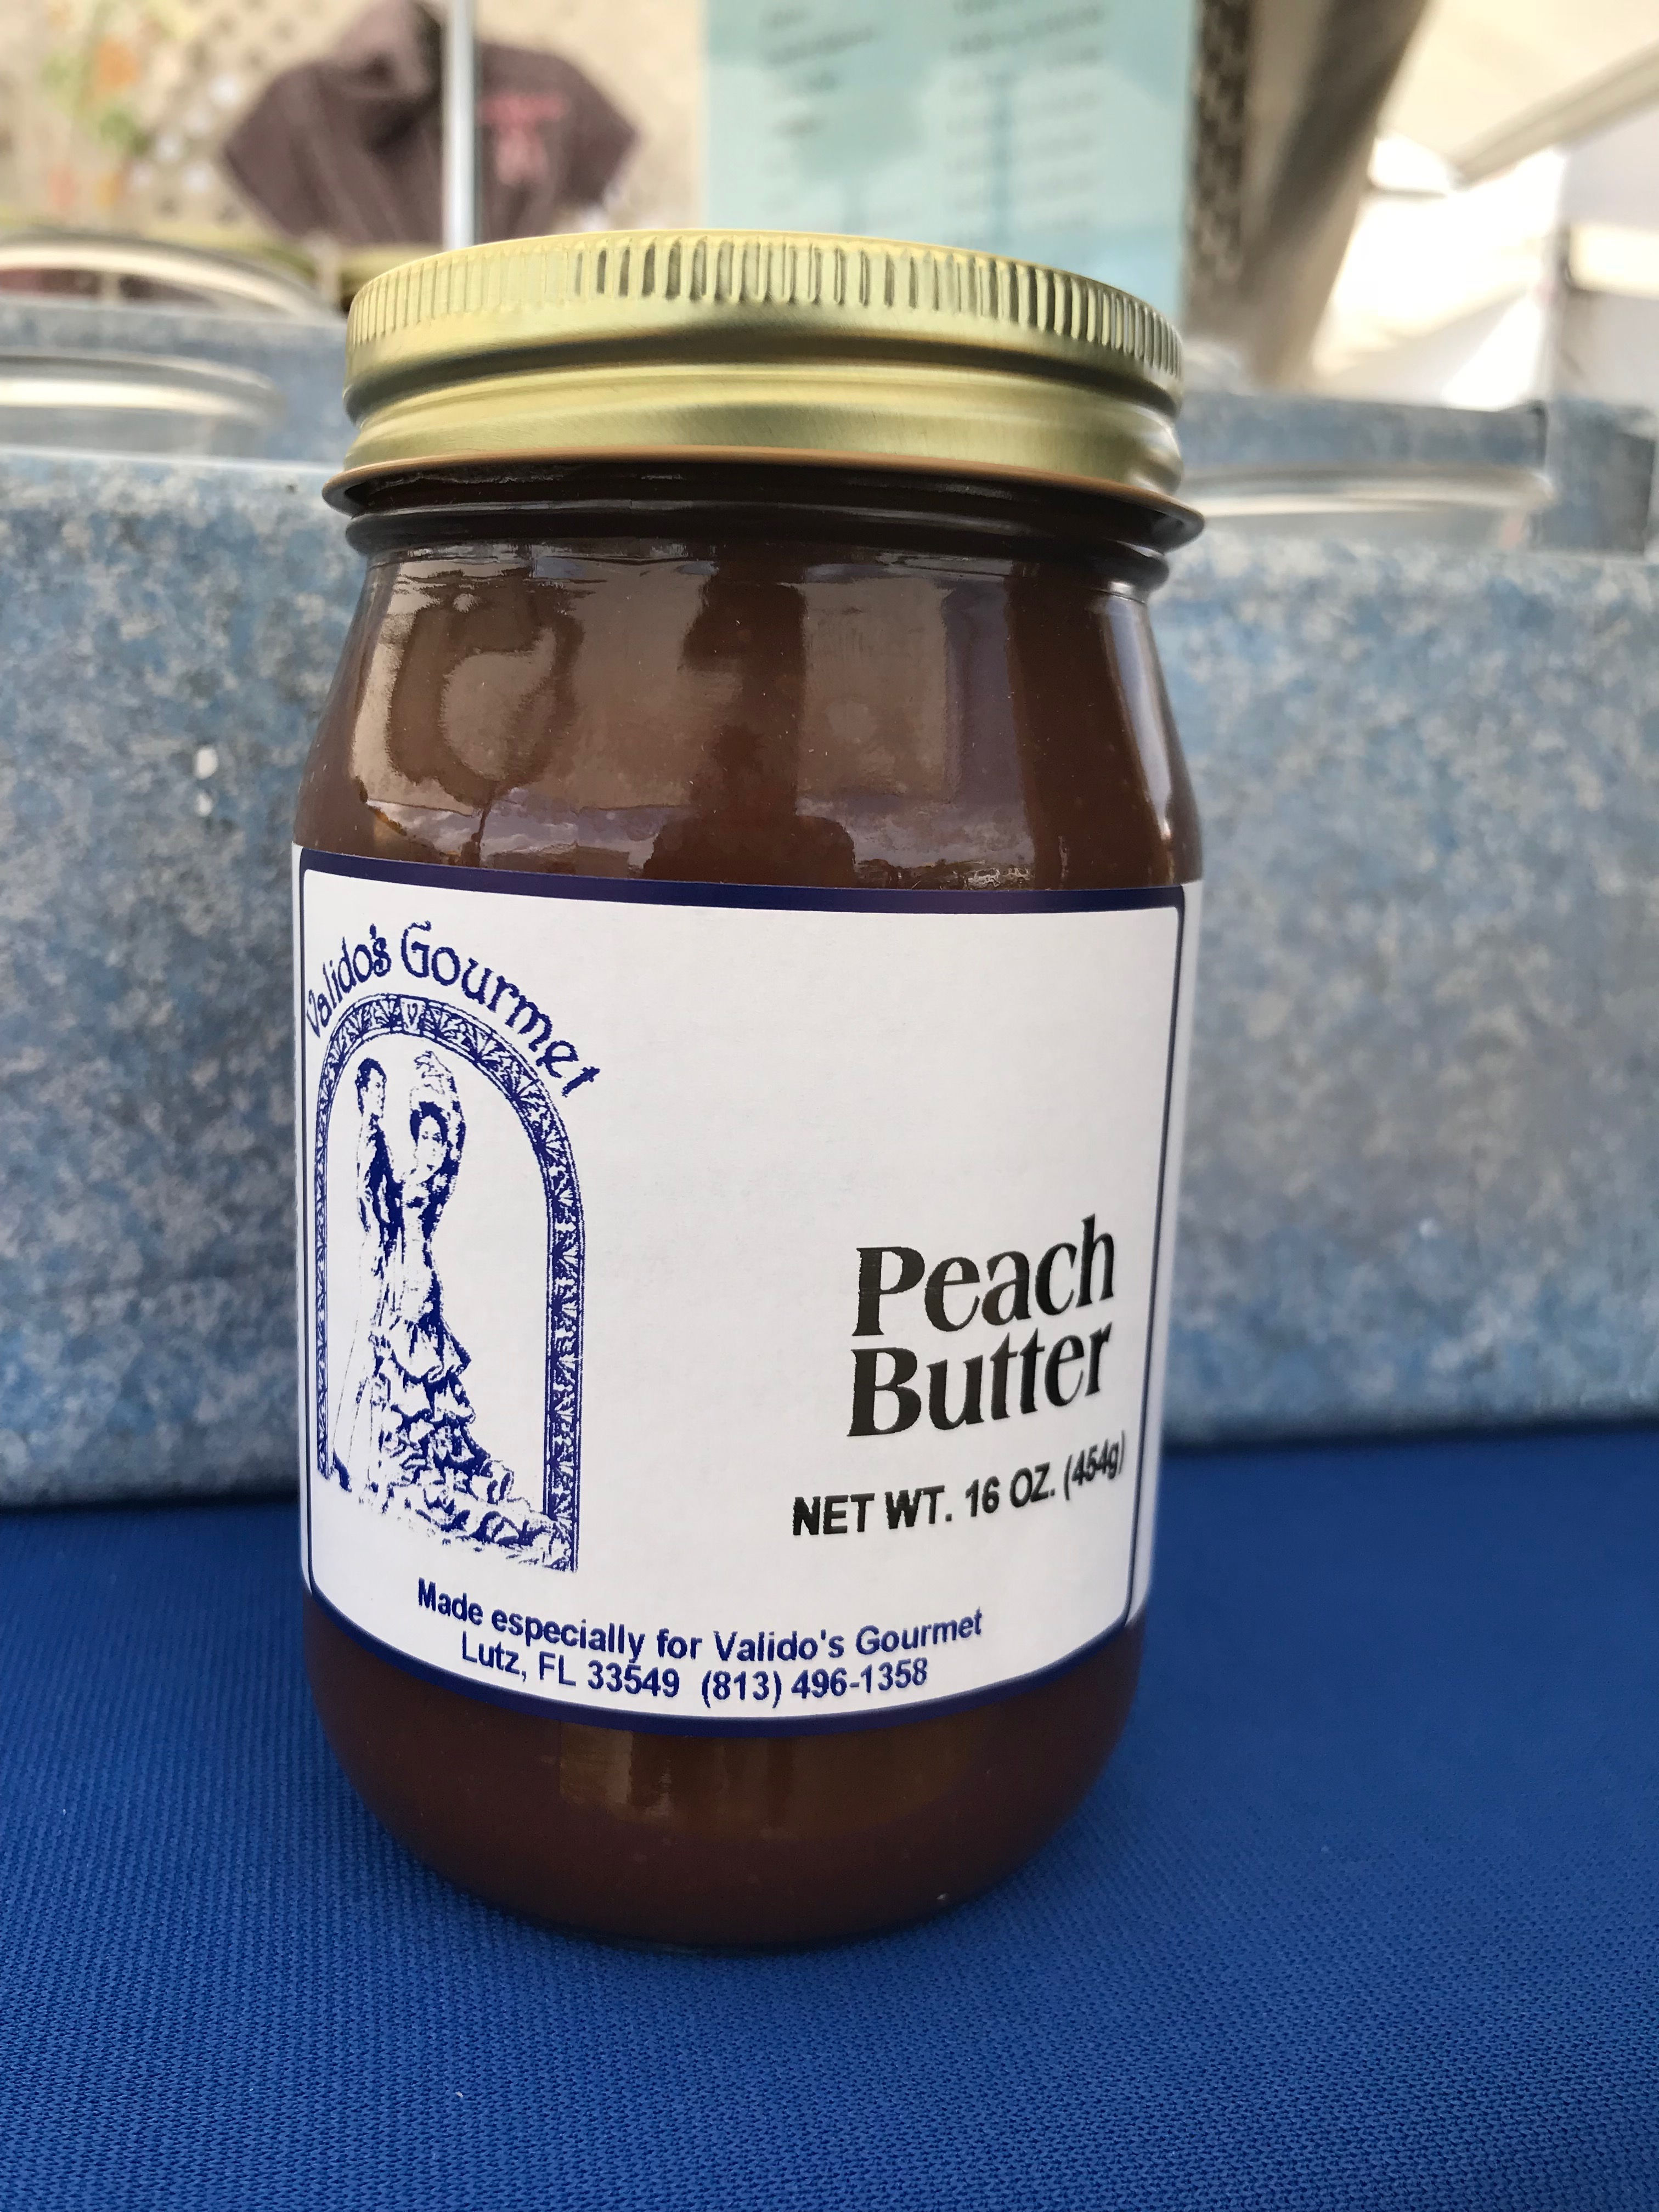 Valido's Gourmet
V
Peach
Butter
NET WT. 16 OZ. (454g)
Made especially for Valido's Gourmet
Lutz, FL 33549 (813) 496-1358